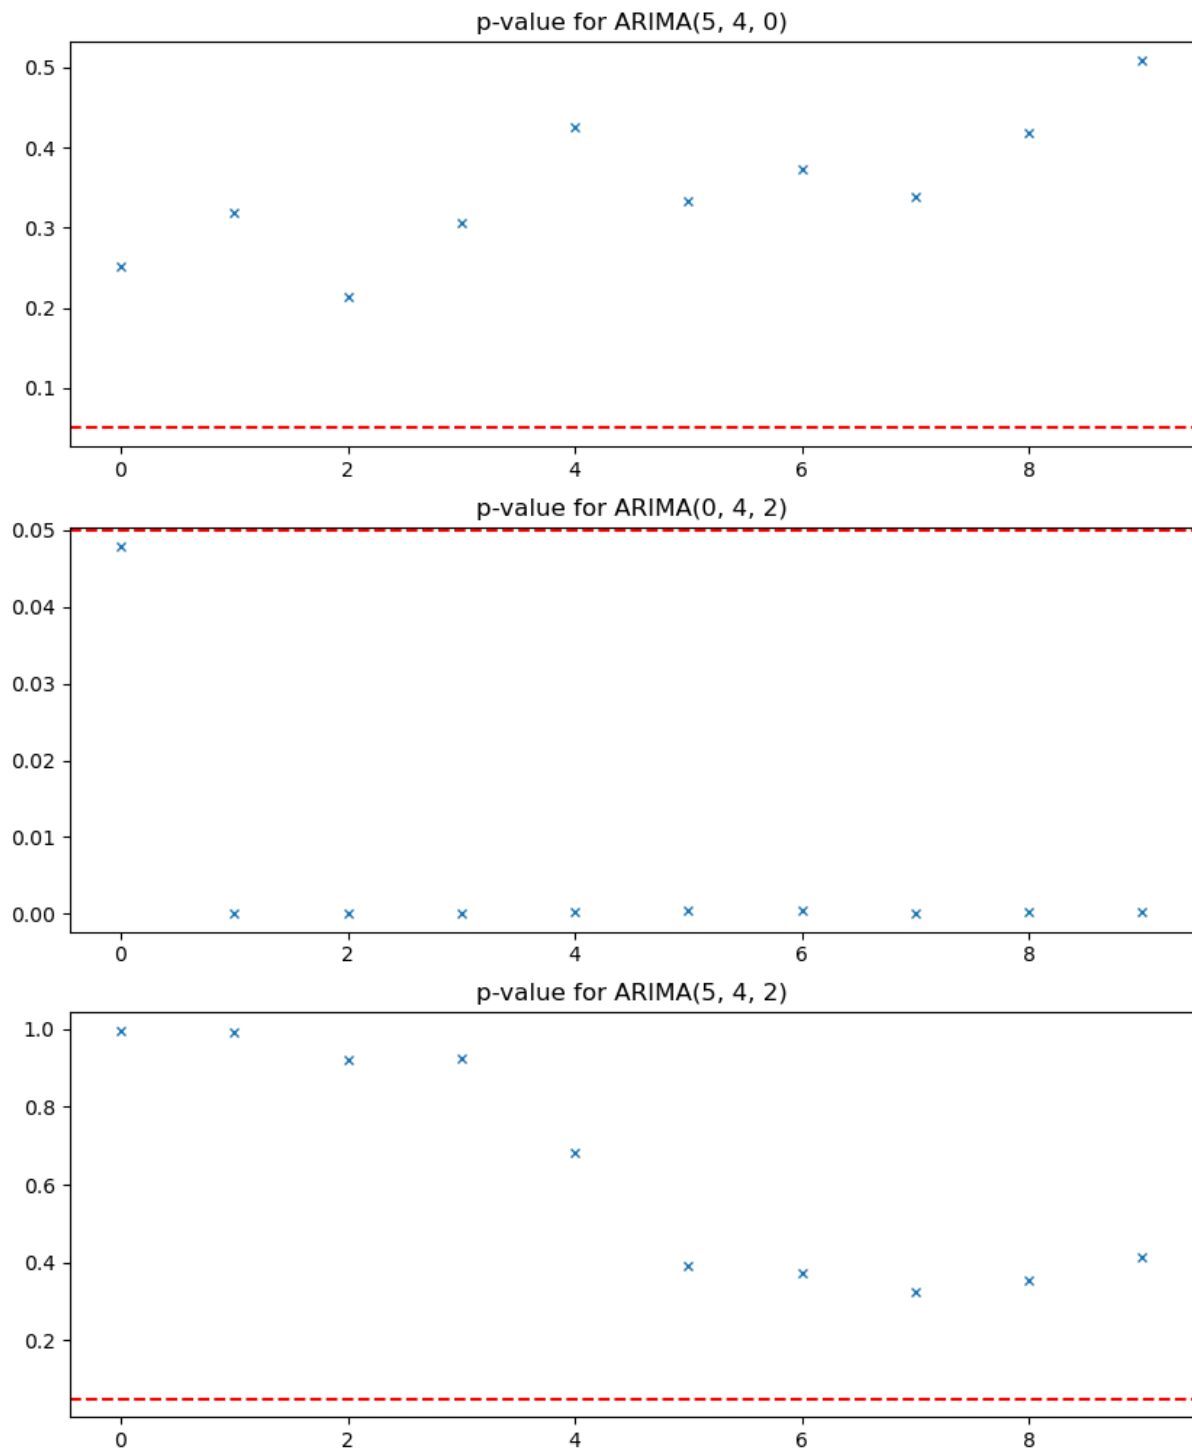 p-value for ARIMA(5, 4, 0)
0.5
0.4
0.3
0.2
0.1
0 2 4 6 8
p-value for ARIMA(0, 4, 2)
0.05
0.04
0.03
0.02
0.01
0.00
0 2 4 6 8
p-value for ARIMA(5, 4, 2)
1.0
0.8
0.6
0.4
0.2
0 2 4 6 8